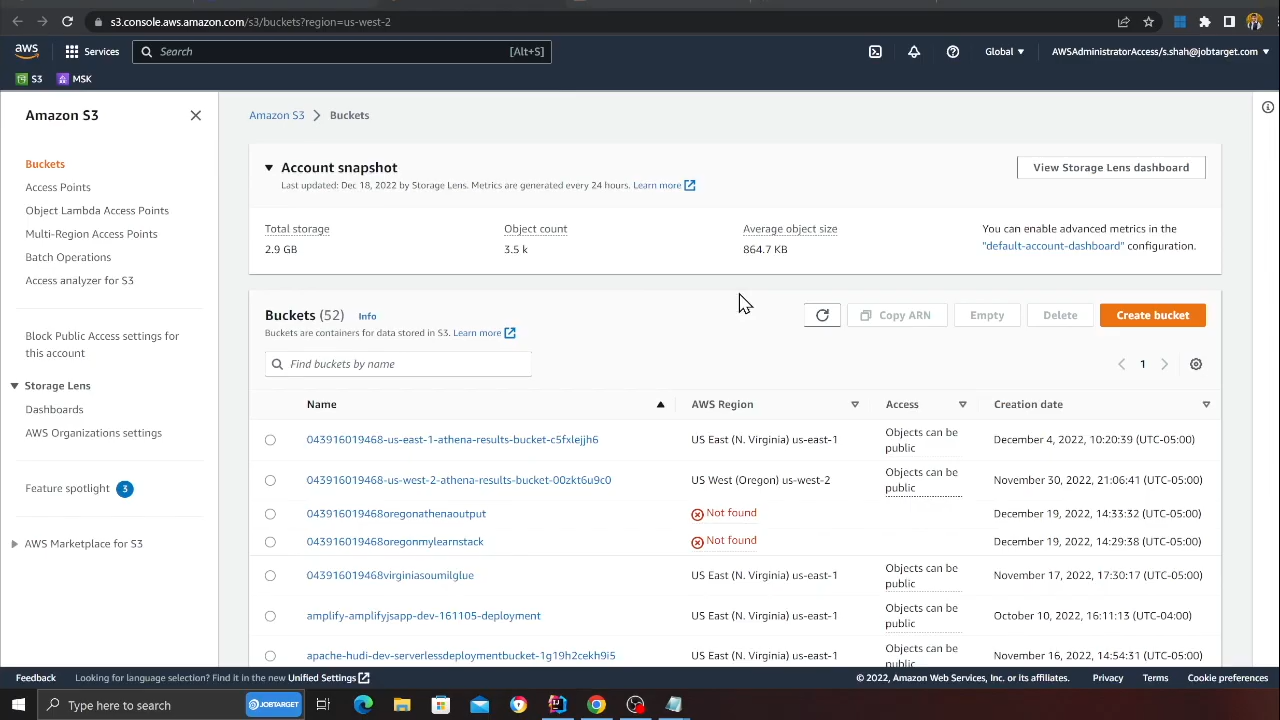 s3.console.aws.amazon.com/s3/buckets?region=us-west-2
aws
Services
Search
[Alt+S]
Global
AWSAdministratorAccess/s.shah@jobtarget.com
S3
MSK
Amazon S3
Buckets
Access Points
Object Lambda Access Points
Multi-Region Access Points
Batch Operations
Access analyzer for S3
Block Public Access settings for
this account
Storage Lens
Dashboards
AWS Organizations settings
Feature spotlight 3
AWS Marketplace for S3
Amazon S3 > Buckets
Account snapshot
Last updated: Dec 18, 2022 by Storage Lens. Metrics are generated every 24 hours. Learn more
View Storage Lens dashboard
Total storage
2.9 GB
Object count
3.5 k
Average object size
864.7 KB
You can enable advanced metrics in the
"default-account-dashboard" configuration.
Buckets (52) Info
Buckets are containers for data stored in S3. Learn more
Copy ARN
Empty
Delete
Create bucket
Find buckets by name
1
Name AWS Region Access Creation date
043916019468-us-east-1-athena-results-bucket-c5fxlejjh6 US East (N. Virginia) us-east-1 Objects can be public December 4, 2022, 10:20:39 (UTC-05:00)
043916019468-us-west-2-athena-results-bucket-00zkt6u9c0 US West (Oregon) us-west-2 Objects can be public November 30, 2022, 21:06:41 (UTC-05:00)
043916019468oregonathenaoutput Not found December 19, 2022, 14:33:32 (UTC-05:00)
043916019468oregonmylearnstack Not found December 19, 2022, 14:29:38 (UTC-05:00)
043916019468virginiasoumilglue US East (N. Virginia) us-east-1 Objects can be public November 17, 2022, 17:30:17 (UTC-05:00)
amplify-amplifyjsapp-dev-161105-deployment US East (N. Virginia) us-east-1 Objects can be public October 10, 2022, 16:11:13 (UTC-04:00)
apache-hudi-dev-serverlessdeploymentbucket-1g19h2cekh9i5 US East (N. Virginia) us-east-1 Objects can be public November 16, 2022, 14:54:31 (UTC-05:00)
Feedback
Looking for language selection? Find it in the new Unified Settings
© 2022, Amazon Web Services, Inc. or its affiliates.
Privacy
Terms
Cookie preferences
Type here to search
JOBTARGET